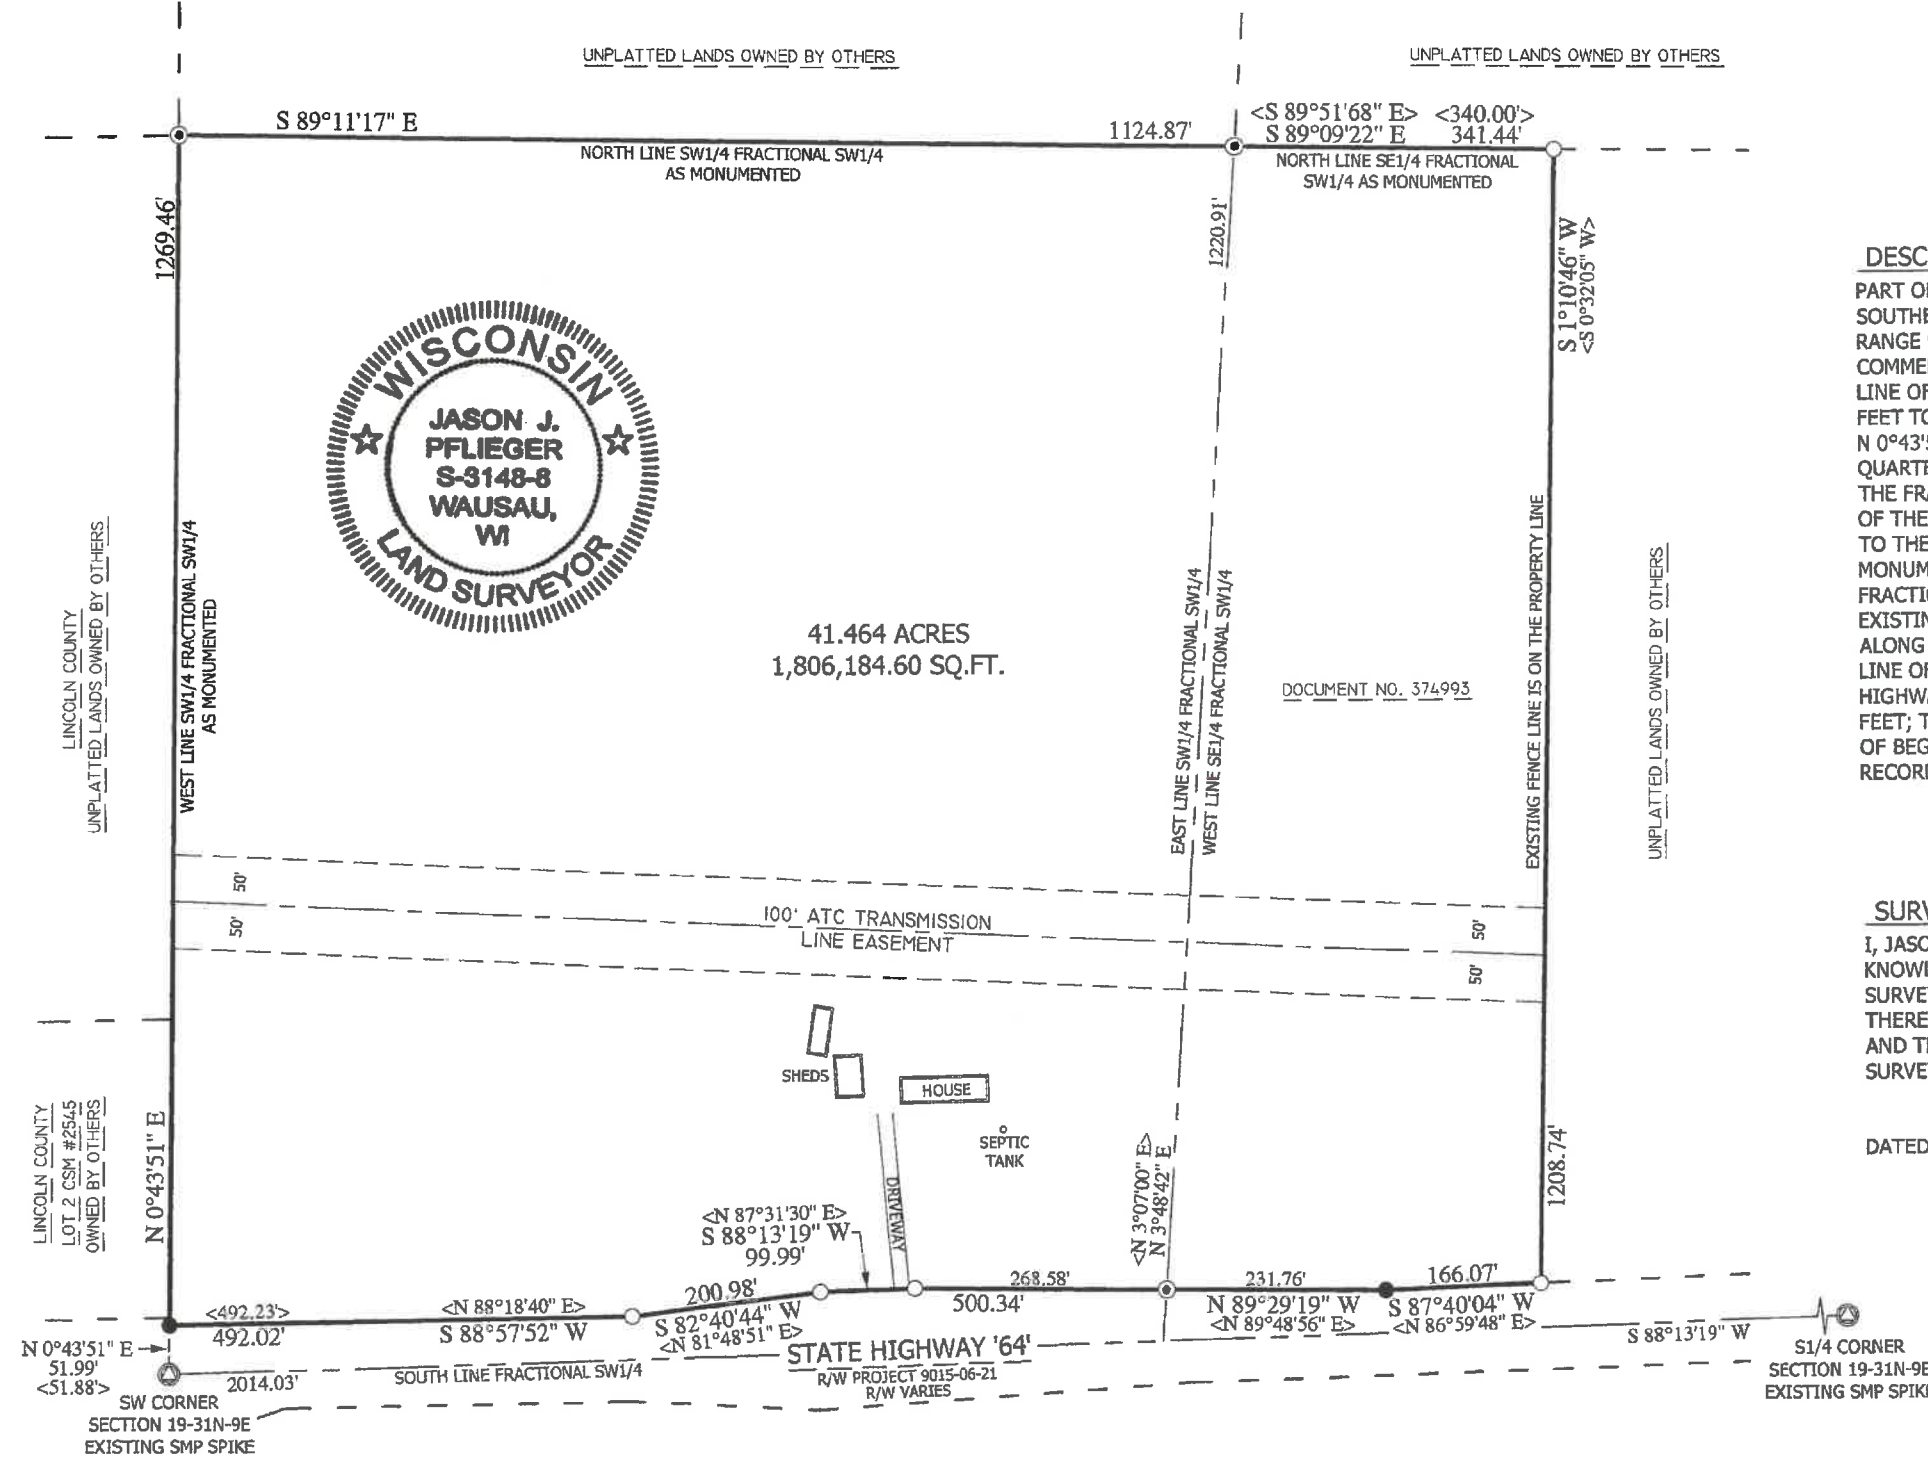 UNPLATTED LANDS OWNED BY OTHERS
UNPLATTED LANDS OWNED BY OTHERS
S 89°11'17" E
1124.87'
<S 89°51'68" E> <340.00'>
S 89°09'22" E 341.44'
NORTH LINE SW1/4 FRACTIONAL SW1/4
AS MONUMENTED
NORTH LINE SE1/4 FRACTIONAL
SW1/4 AS MONUMENTED
1269.46'
1220.91'
S 1°10'46" W
<S 0°32'05" W>
WISCONSIN
JASON J.
PFLIEGER
S-3148-8
WAUSAU,
WI
LAND SURVEYOR
DESC
PART OF
SOUTHE
RANGE
COMME
LINE OF
FEET TO
N 0°43'5
QUARTE
THE FRA
OF THE
TO THE
MONUM
FRACTIO
EXISTIN
ALONG
LINE OF
HIGHWA
FEET; T
OF BEG
RECORD
LINCOLN COUNTY
UNPLATTED LANDS OWNED BY OTHERS
WEST LINE SW1/4 FRACTIONAL SW1/4
AS MONUMENTED
41.464 ACRES
1,806,184.60 SQ.FT.
EAST LINE SW1/4 FRACTIONAL SW1/4
WEST LINE SE1/4 FRACTIONAL SW1/4
DOCUMENT NO. 374993
EXISTING FENCE LINE IS ON THE PROPERTY LINE
UNPLATTED LANDS OWNED BY OTHERS
50'
50'
100' ATC TRANSMISSION
LINE EASEMENT
50'
50'
SURV
I, JASO
KNOWL
SURVE
THERE
AND TH
SURVE
DATED
SHEDS
HOUSE
SEPTIC
TANK
DRIVEWAY
LINCOLN COUNTY
LOT 2 CSM #2545
OWNED BY OTHERS
N 0°43'51" E
<N 87°31'30" E>
S 88°13'19" W
99.99'
<N 3°07'00" E>
N 3°48'42" E
1208.74'
<492.23'>
492.02'
<N 88°18'40" E>
S 88°57'52" W
200.98'
S 82°40'44" W
<N 81°48'51" E>
268.58'
500.34'
231.76'
N 89°29'19" W
<N 89°48'56" E>
166.07'
S 87°40'04" W
<N 86°59'48" E>
N 0°43'51" E
51.99'
<51.88'>
2014.03'
SOUTH LINE FRACTIONAL SW1/4
STATE HIGHWAY '64'
R/W PROJECT 9015-06-21
R/W VARIES
S 88°13'19" W
SW CORNER
SECTION 19-31N-9E
EXISTING SMP SPIKE
S1/4 CORNER
SECTION 19-31N-9E
EXISTING SMP SPIKE